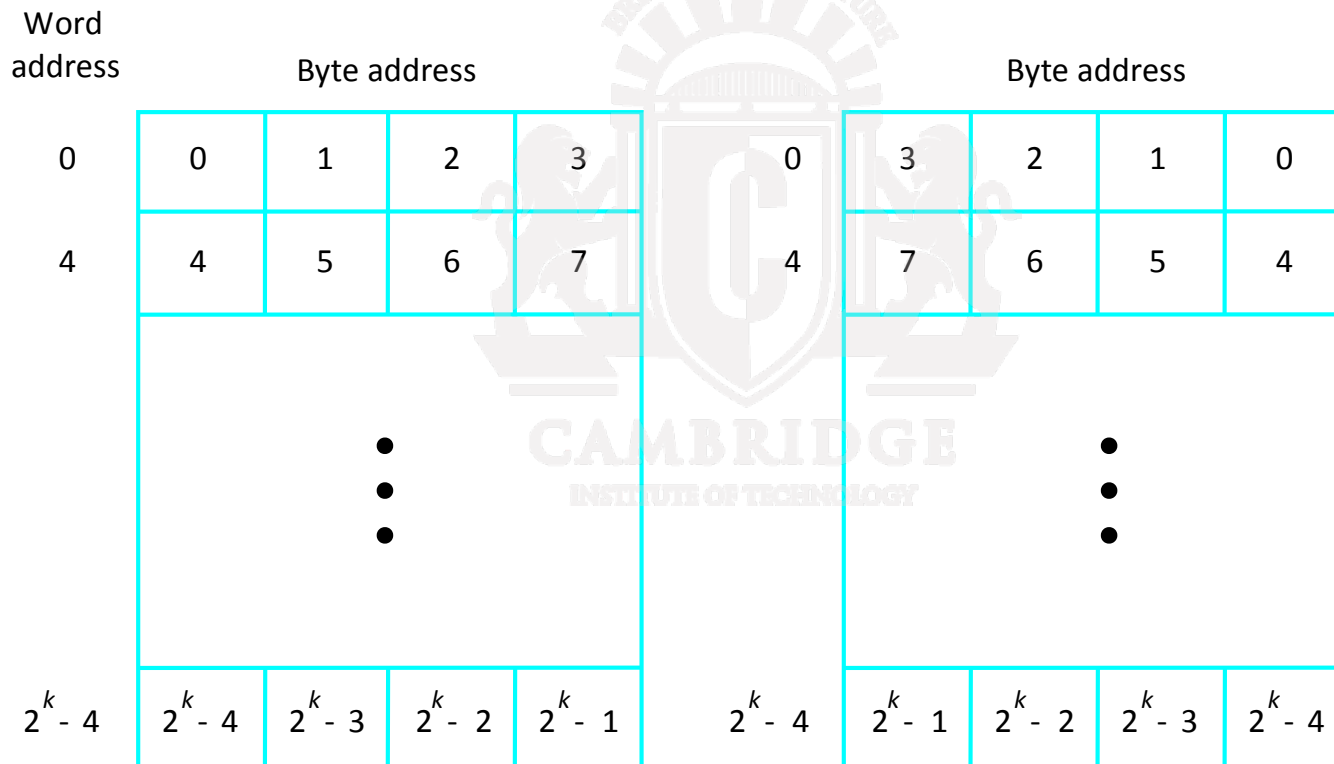 Word
address
Byte address
Byte address
0 0 1 2 3 0 3 2 1 0
4 4 5 6 7 4 7 6 5 4
CAMBRIDGE
INSTITUTE OF TECHNOLOGY
2^k - 4 2^k - 4 2^k - 3 2^k - 2 2^k - 1 2^k - 4 2^k - 1 2^k - 2 2^k - 3 2^k - 4